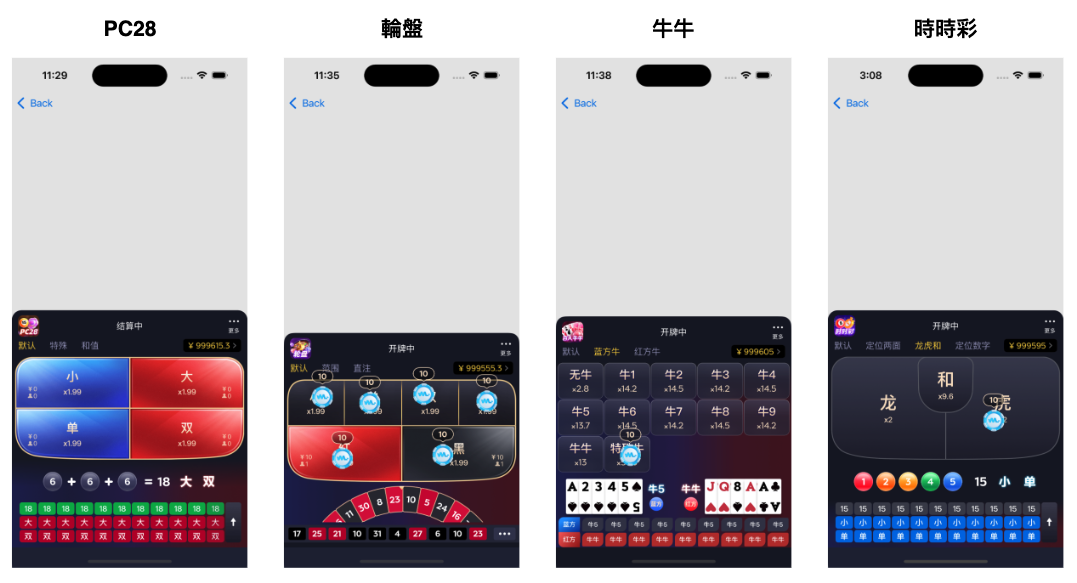 PC28
輪盤
牛牛
時時彩
11:29
Back
PC28
结算中
更多
默认 特殊 和值
¥ 999615.3 >
小
x1.99
¥0
0
大
x1.99
¥0
0
单
x1.99
¥0
0
双
x1.99
¥0
0
6 + 6 + 6 = 18 大 双
18 18 18 18 18 18 18 18 18 18 18
大 大 大 大 大 大 大 大 大 大 大
双 双 双 双 双 双 双 双 双 双 双
11:35
Back
轮盘
开牌中
更多
默认 范围 直注
¥ 999555.3 >
10 10 10 10
x1.99 x1.99 x1.99 x1.99
10
¥10
1
10
黑
x1.99
¥10
1
11 30 8 23 10 5 24 16
17 25 21 10 31 4 27 6 10 23
11:38
Back
百人牛牛
开牌中
更多
默认 蓝方牛 红方牛
¥ 999605 >
无牛 牛1 牛2 牛3 牛4
x2.8 x14.2 x14.5 x14.2 x14.5
牛5 牛6 牛7 牛8 牛9
x13.7 x14.5 x14.2 x14.5 x14.2
牛牛 特殊牛
x13
10
A 2 3 4 5
牛5
蓝方
牛牛
红方
J Q 8 A A
蓝方 牛5 牛5 牛5 牛5 牛5 牛5 牛5 牛5 牛5
红方 牛牛 牛牛 牛牛 牛牛 牛牛 牛牛 牛牛 牛牛 牛牛
3:08
Back
时时彩
开牌中
更多
默认 定位两面 龙虎和 定位数字
¥ 999595 >
龙
x2
和
x9.6
虎
10
1 2 3 4 5 15 小 单
15 15 15 15 15 15 15 15 15 15 15
小 小 小 小 小 小 小 小 小 小 小
单 单 单 单 单 单 单 单 单 单 单